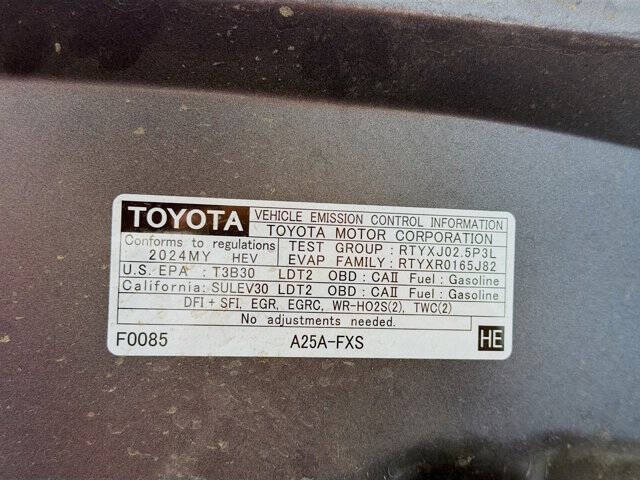 TOYOTA VEHICLE EMISSION CONTROL INFORMATION
TOYOTA MOTOR CORPORATION
Conforms to regulations TEST GROUP : RTYXJ02.5P3L
2024MY HEV EVAP FAMILY : RTYXR0165J82
U.S. EPA : T3B30 LDT2 OBD : CAII Fuel : Gasoline
California: SULEV30 LDT2 OBD : CAII Fuel : Gasoline
DFI + SFI, EGR, EGRC, WR-HO2S(2), TWC(2)
No adjustments needed.
F0085 A25A-FXS HE